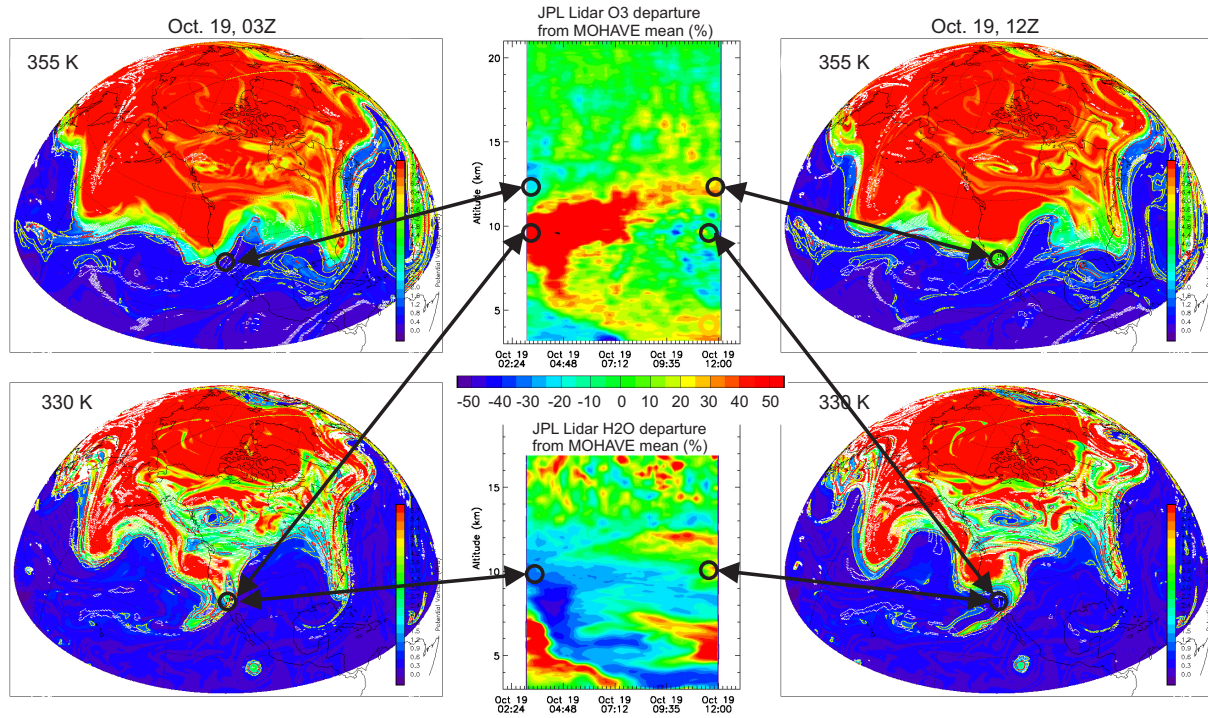 Oct. 19, 03Z
JPL Lidar O3 departure
from MOHAVE mean (%)
Oct. 19, 12Z
355 K
355 K
20
15
10
5
Altitude (km)
Oct 19
02:24
Oct 19
04:48
Oct 19
07:12
Oct 19
09:35
Oct 19
12:00
-50 -40 -30 -20 -10 0 10 20 30 40 50
330 K
330 K
JPL Lidar H2O departure
from MOHAVE mean (%)
15
10
5
Altitude (km)
Oct 19
02:24
Oct 19
04:48
Oct 19
07:12
Oct 19
09:35
Oct 19
12:00